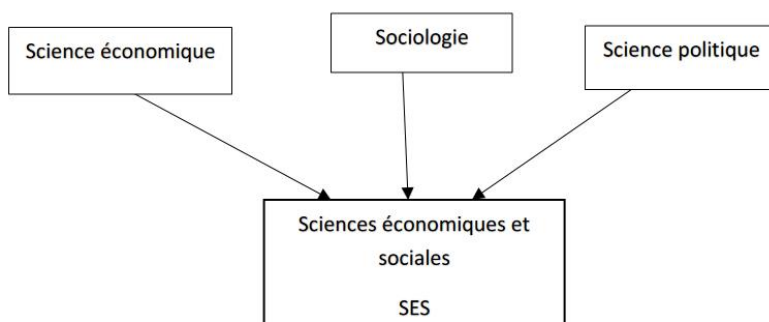 Science économique
Sociologie
Science politique
Sciences économiques et
sociales
SES